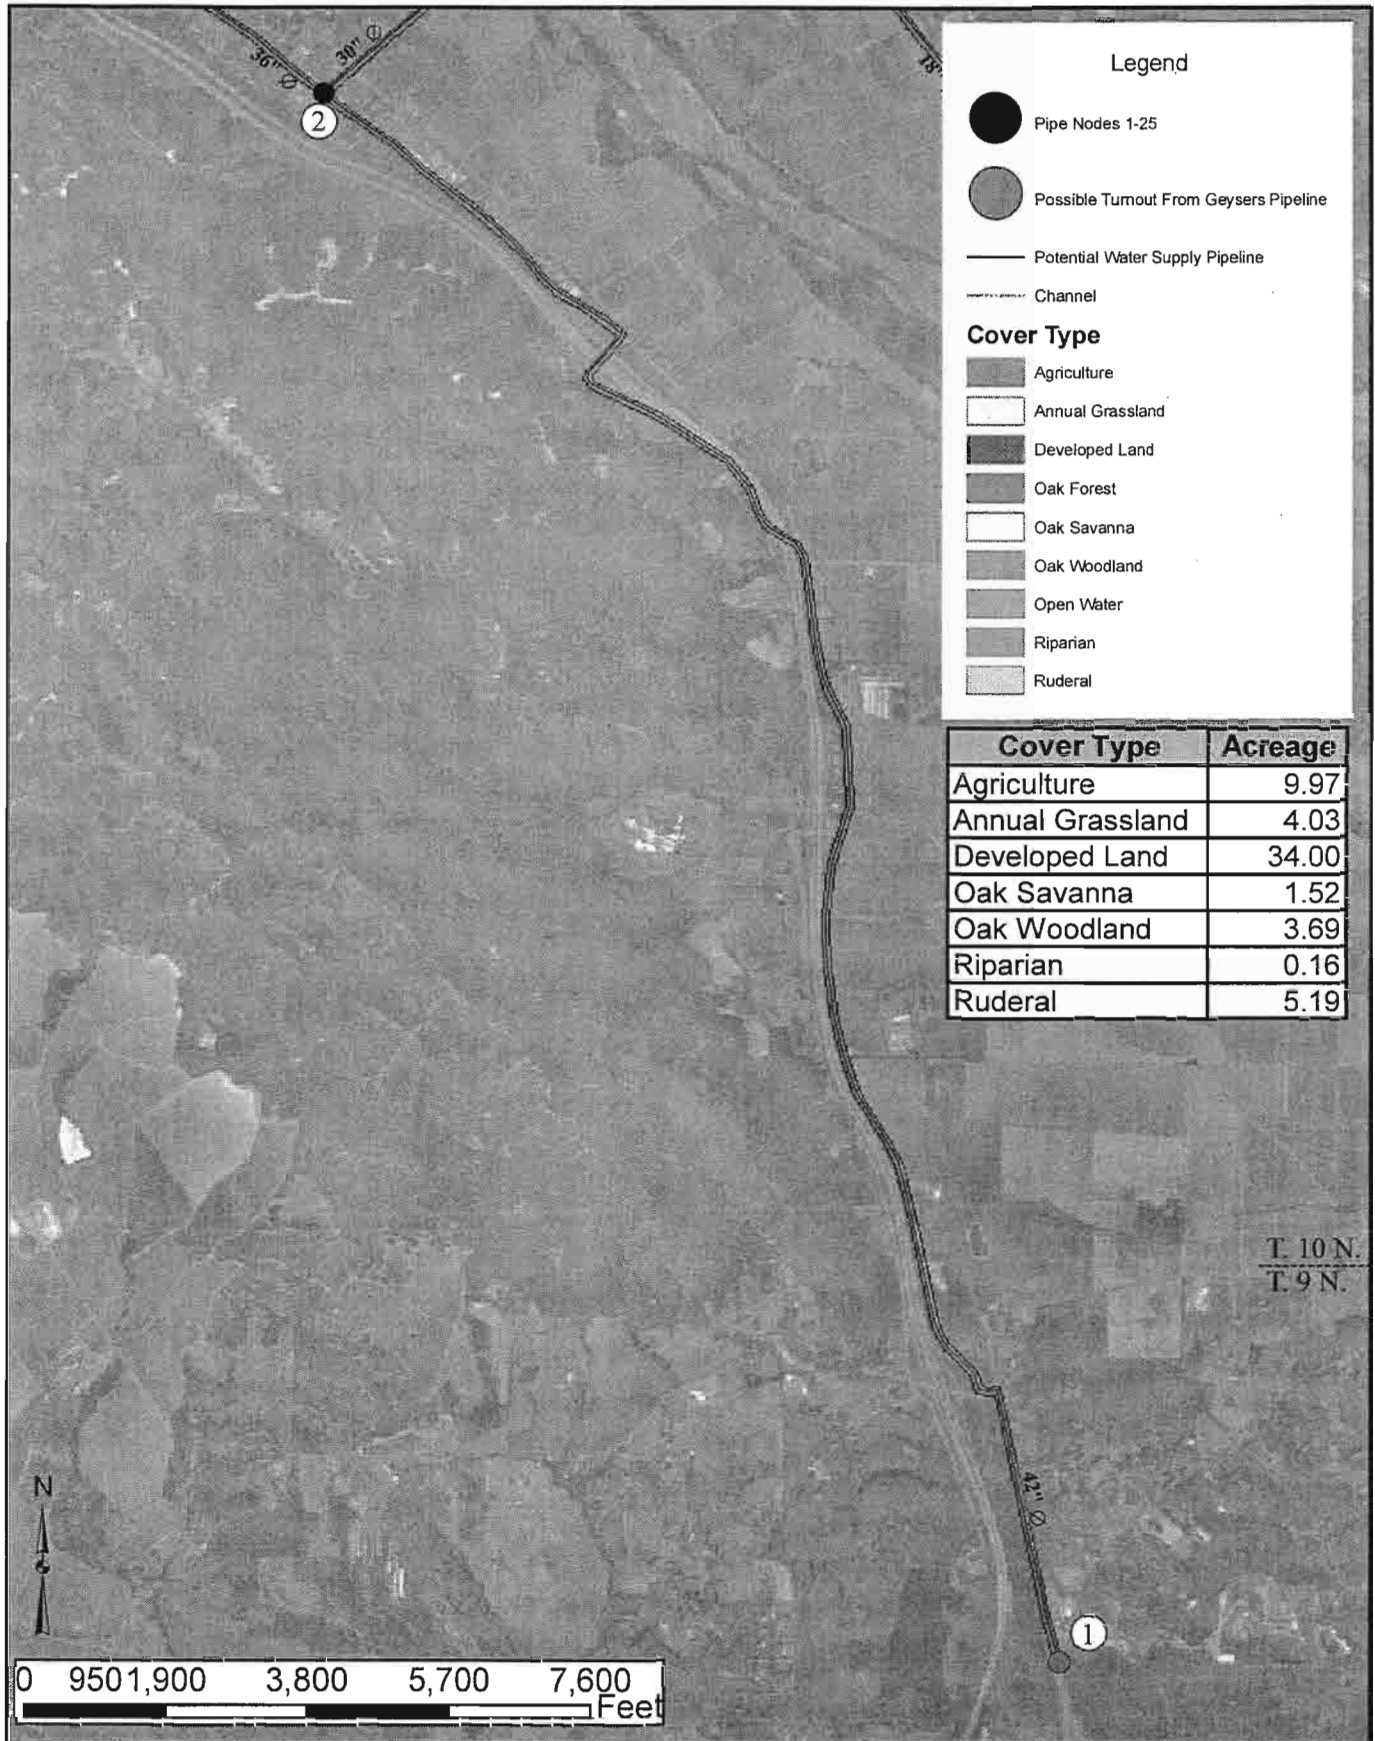 36" Ø
30" Ø
2
18"
Legend
Pipe Nodes 1-25
Possible Turnout From Geysers Pipeline
Potential Water Supply Pipeline
Channel
Cover Type
Agriculture
Annual Grassland
Developed Land
Oak Forest
Oak Savanna
Oak Woodland
Open Water
Riparian
Ruderal
Cover Type Acreage
Agriculture 9.97
Annual Grassland 4.03
Developed Land 34.00
Oak Savanna 1.52
Oak Woodland 3.69
Riparian 0.16
Ruderal 5.19
T. 10 N.
T. 9 N.
42" Ø
1
N
0 950 1,900 3,800 5,700 7,600
Feet